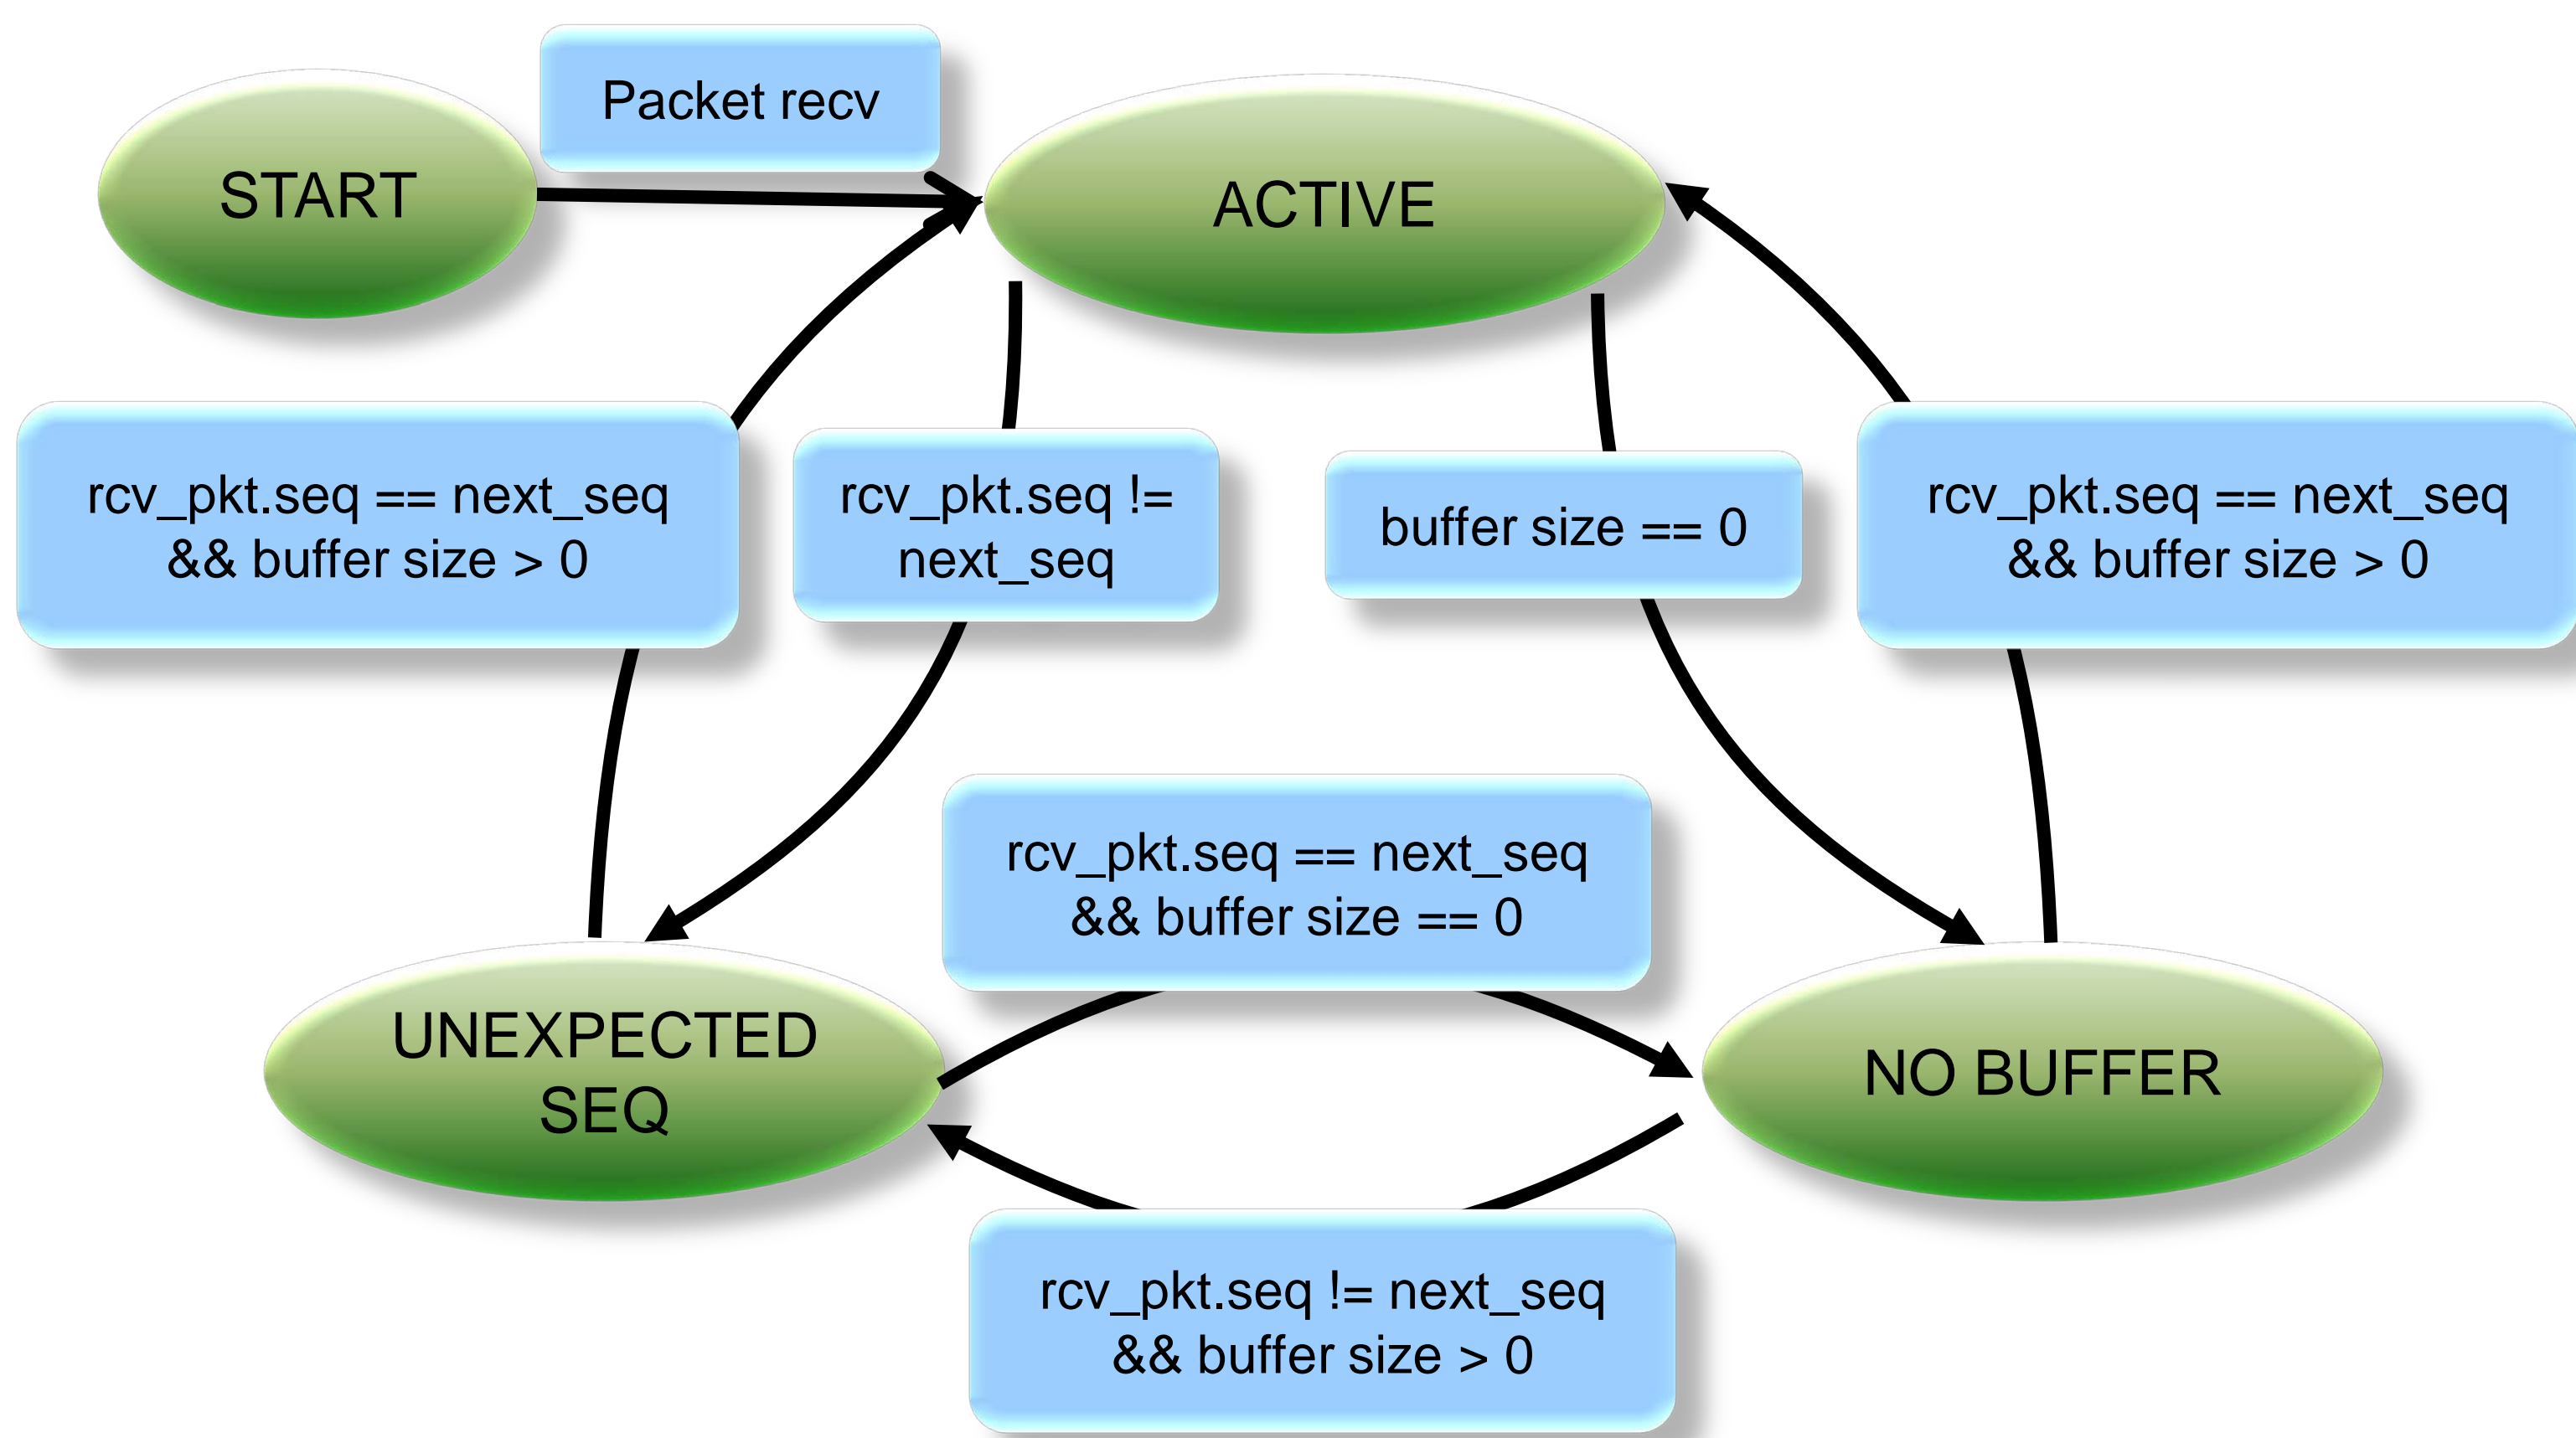 Packet recv
START
ACTIVE
rcv_pkt.seq == next_seq
&& buffer size > 0
rcv_pkt.seq !=
next_seq
buffer size == 0
rcv_pkt.seq == next_seq
&& buffer size > 0
rcv_pkt.seq == next_seq
&& buffer size == 0
UNEXPECTED
SEQ
NO BUFFER
rcv_pkt.seq != next_seq
&& buffer size > 0